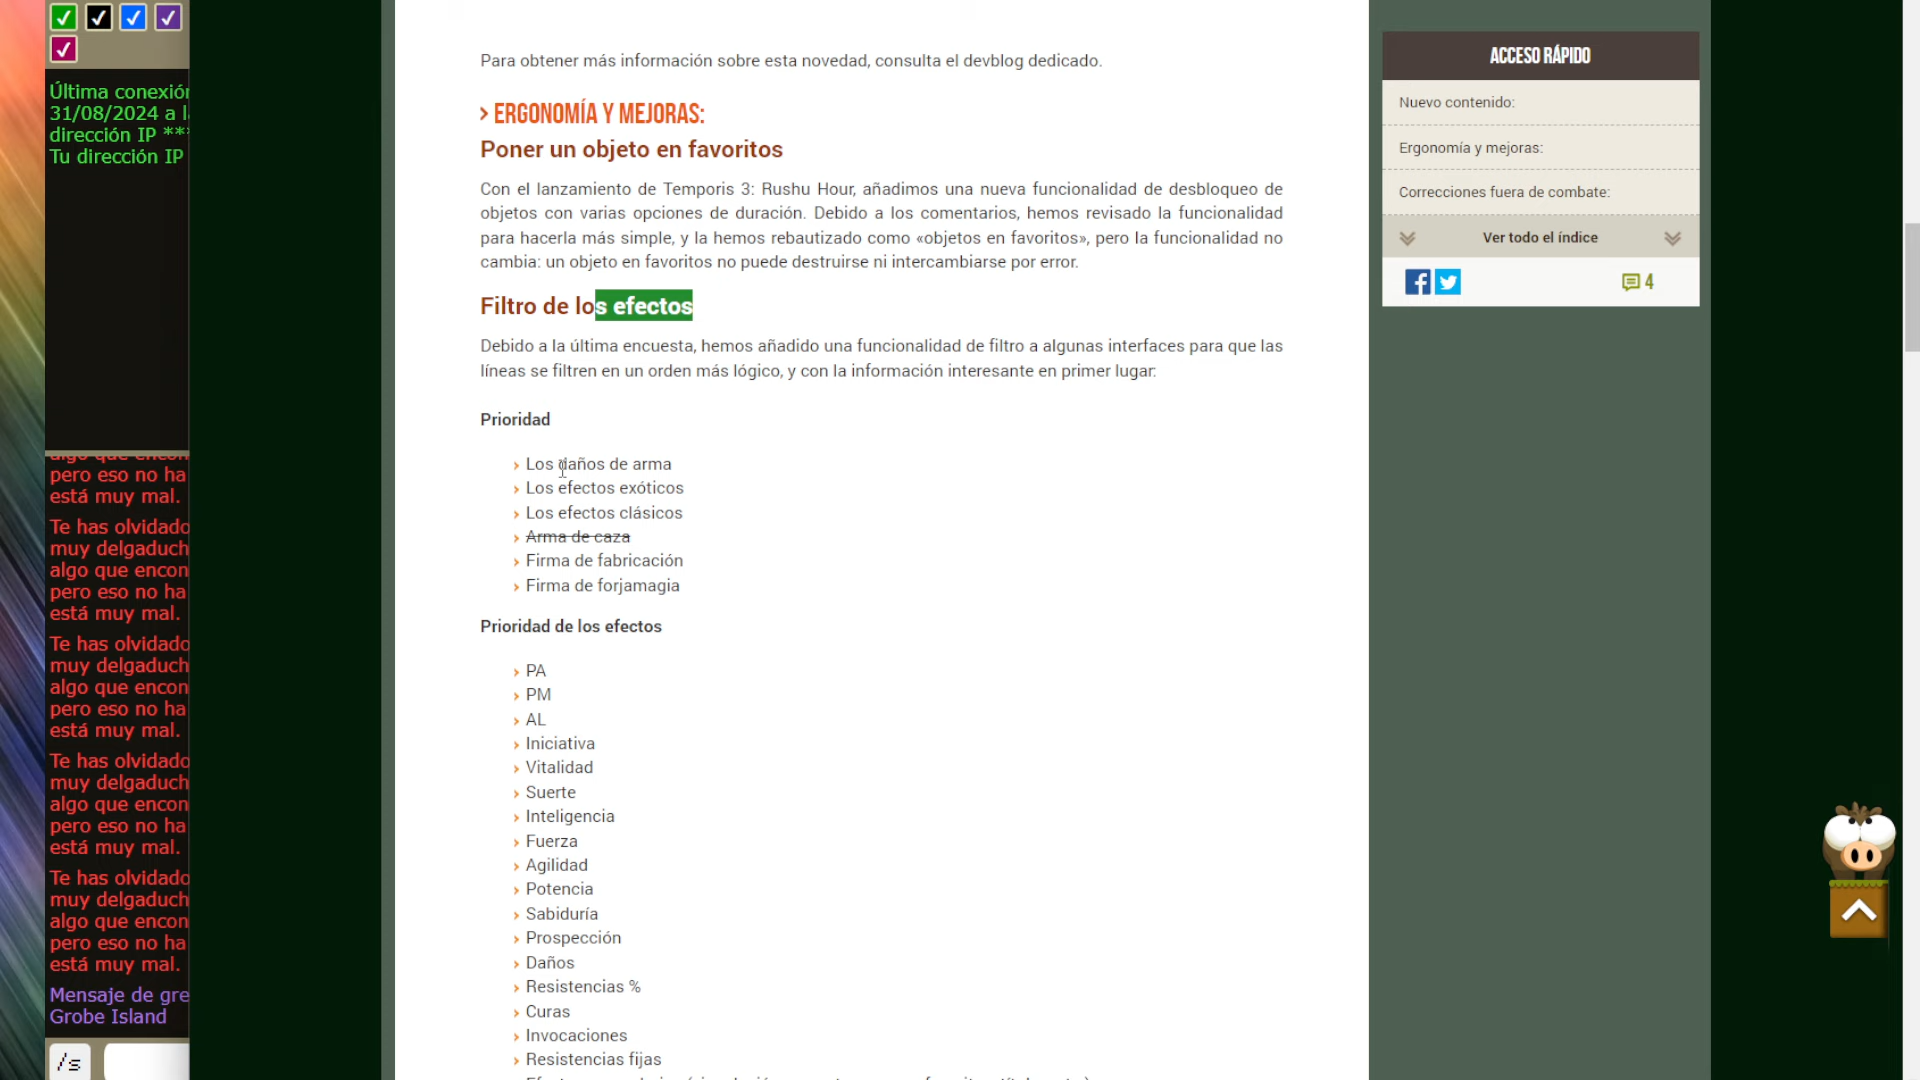 Última conexión
31/08/2024 a l
dirección IP ***
Tu dirección IP
algo que encon
pero eso no ha
está muy mal.
Te has olvidado
muy delgaduch
algo que encon
pero eso no ha
está muy mal.
Te has olvidado
muy delgaduch
algo que encon
pero eso no ha
está muy mal.
Te has olvidado
muy delgaduch
algo que encon
pero eso no ha
está muy mal.
Te has olvidado
muy delgaduch
algo que encon
pero eso no ha
está muy mal.
Mensaje de gre
Grobe Island
/s
Para obtener más información sobre esta novedad, consulta el devblog dedicado.
> ERGONOMÍA Y MEJORAS:
Poner un objeto en favoritos
Con el lanzamiento de Temporis 3: Rushu Hour, añadimos una nueva funcionalidad de desbloqueo de
objetos con varias opciones de duración. Debido a los comentarios, hemos revisado la funcionalidad
para hacerla más simple, y la hemos rebautizado como «objetos en favoritos», pero la funcionalidad no
cambia: un objeto en favoritos no puede destruirse ni intercambiarse por error.
Filtro de los efectos
Debido a la última encuesta, hemos añadido una funcionalidad de filtro a algunas interfaces para que las
líneas se filtren en un orden más lógico, y con la información interesante en primer lugar:
Prioridad
› Los daños de arma
› Los efectos exóticos
› Los efectos clásicos
› Arma de caza
› Firma de fabricación
› Firma de forjamagia
Prioridad de los efectos
› PA
› PM
› AL
› Iniciativa
› Vitalidad
› Suerte
› Inteligencia
› Fuerza
› Agilidad
› Potencia
› Sabiduría
› Prospección
› Daños
› Resistencias %
› Curas
› Invocaciones
› Resistencias fijas
ACCESO RÁPIDO
Nuevo contenido:
Ergonomía y mejoras:
Correcciones fuera de combate:
Ver todo el índice
4